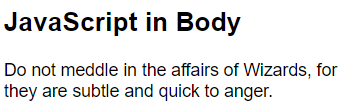 JavaScript in Body
Do not meddle in the affairs of Wizards, for
they are subtle and quick to anger.